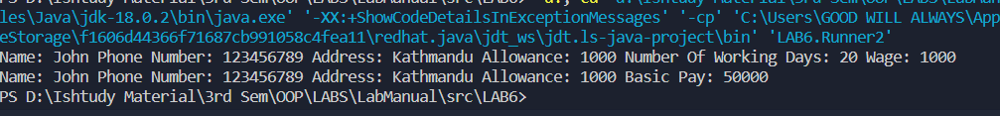 les\Java\jdk-18.0.2\bin\java.exe' '-XX:+ShowCodeDetailsInExceptionMessages' '-cp' 'C:\Users\GOOD WILL ALWAYS\App
eStorage\f1606d44366f71687cb991058c4fea11\redhat.java\jdt_ws\jdt.ls-java-project\bin' 'LAB6.Runner2'
Name: John Phone Number: 123456789 Address: Kathmandu Allowance: 1000 Number Of Working Days: 20 Wage: 1000
Name: John Phone Number: 123456789 Address: Kathmandu Allowance: 1000 Basic Pay: 50000
PS D:\Ishtudy Material\3rd Sem\OOP\LABS\LabManual\src\LAB6>